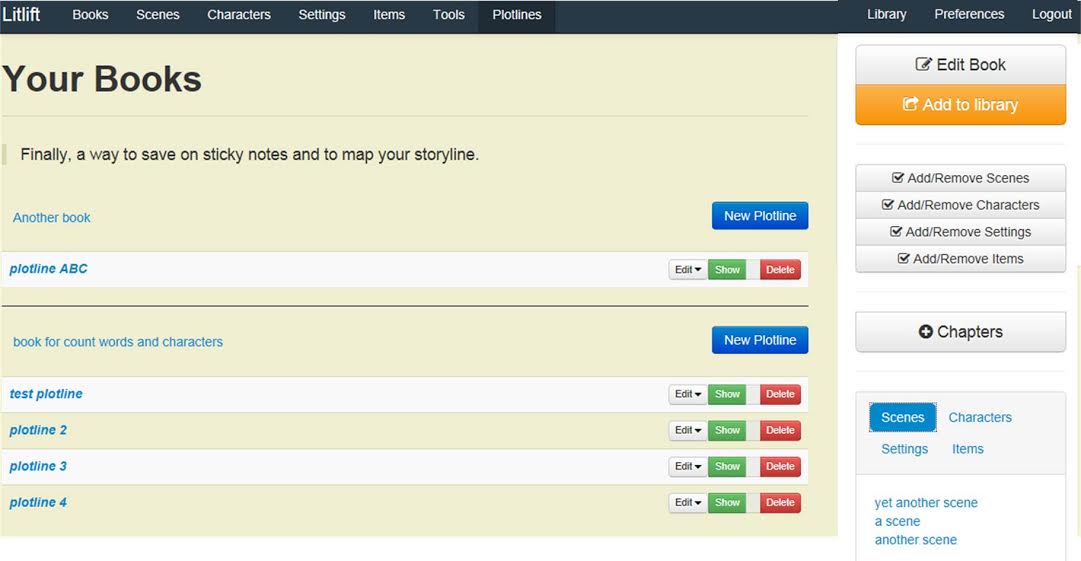 Litlift Books Scenes Characters Settings Items Tools Plotlines Library Preferences Logout
Your Books
Finally, a way to save on sticky notes and to map your storyline.
Another book New Plotline
plotline ABC Edit Show Delete
book for count words and characters New Plotline
test plotline Edit Show Delete
plotline 2 Edit Show Delete
plotline 3 Edit Show Delete
plotline 4 Edit Show Delete
Edit Book
Add to library
Add/Remove Scenes
Add/Remove Characters
Add/Remove Settings
Add/Remove Items
Chapters
Scenes Characters
Settings Items
yet another scene
a scene
another scene